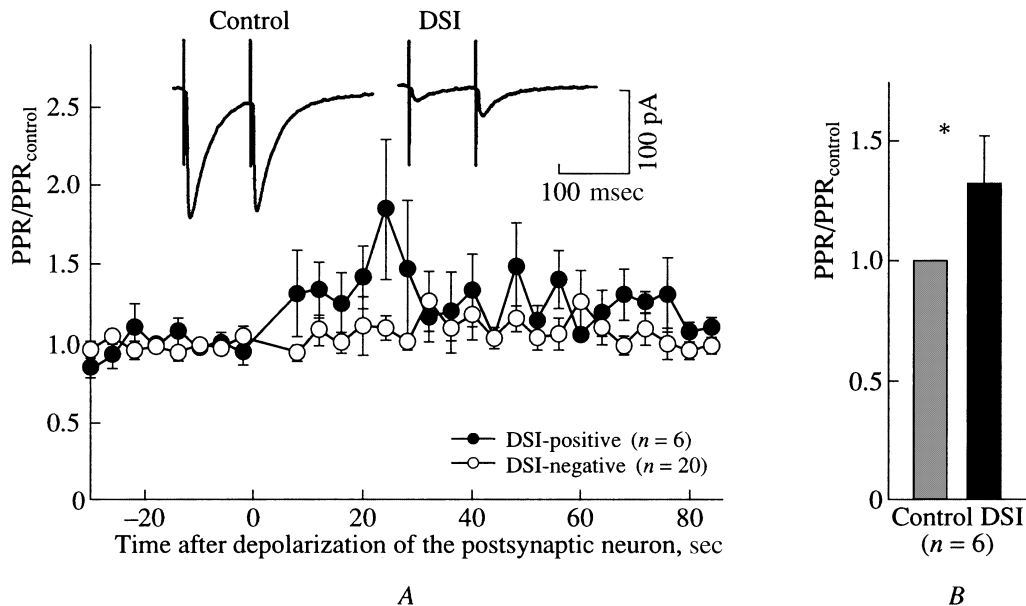 Control
DSI
PPR/PPRcontrol
2.5
2.0
1.5
1.0
0.5
0
100 pA
100 msec
DSI-positive (n = 6)
DSI-negative (n = 20)
−20
0
20
40
60
80
Time after depolarization of the postsynaptic neuron, sec
A
PPR/PPRcontrol
1.5
1.0
0.5
0
*
Control DSI
(n = 6)
B